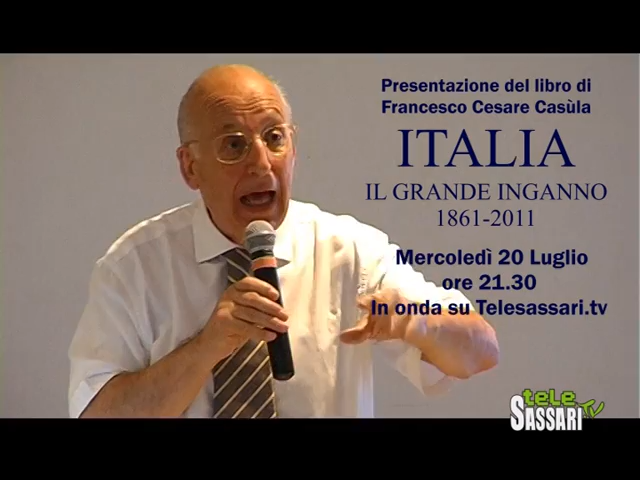 Presentazione del libro di
Francesco Cesare Casùla
ITALIA
IL GRANDE INGANNO
1861-2011
Mercoledì 20 Luglio
ore 21.30
In onda su Telesassari.tv
tele
SASSARI TV